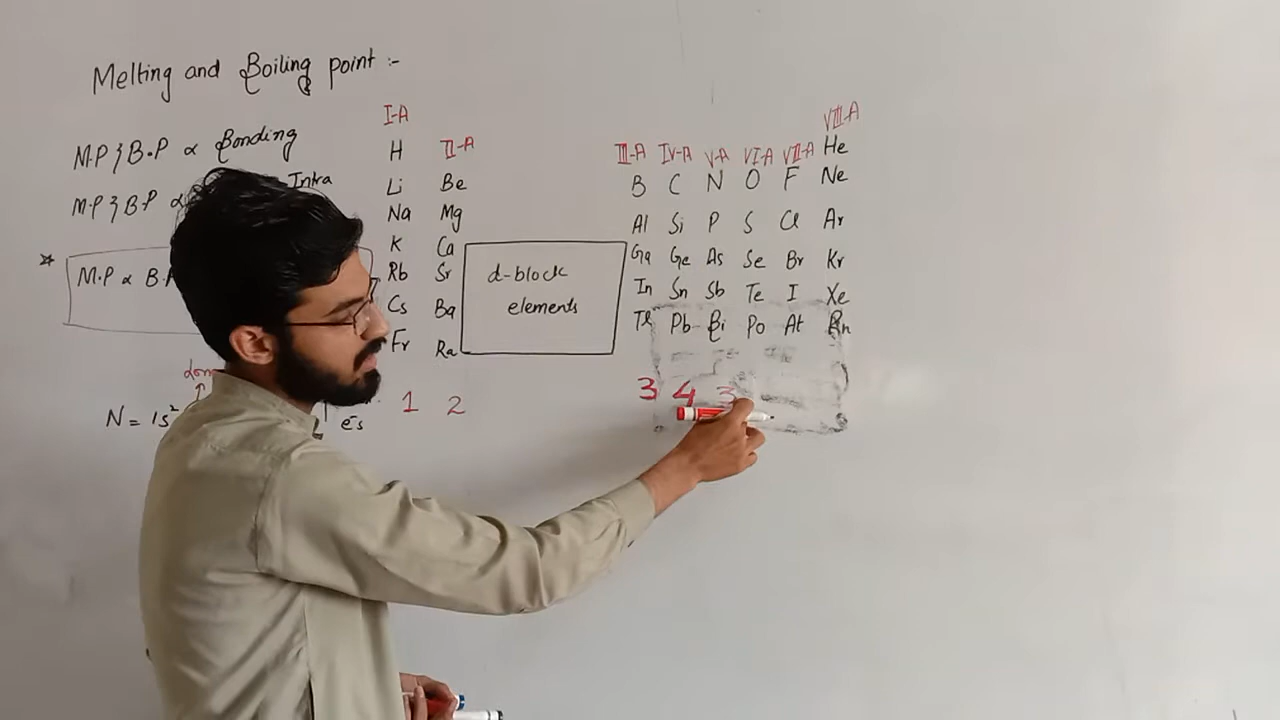 Melting and Boiling point :-
M.P & B.P ∝ Bonding
M.P & B.P ∝ Intra
* M.P ∝ B.P
N = 1s²
ēs
I-A
II-A
III-A IV-A V-A VI-A VII-A VIII-A
H He
Li Be B C N O F Ne
Na Mg Al Si P S Cl Ar
K Ca Ga Ge As Se Br Kr
Rb Sr In Sn Sb Te I Xe
Cs Ba Tl Pb Bi Po At Rn
Fr Ra
d-block
elements
1 2 3 4 3